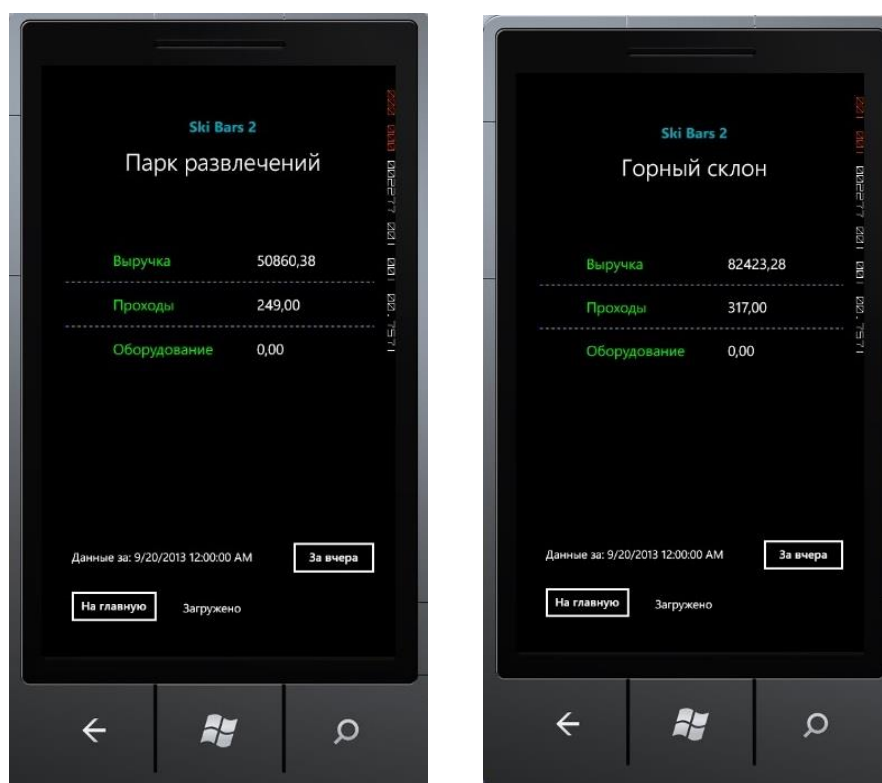 Ski Bars 2
Парк развлечений
Выручка 50860,38
Проходы 249,00
Оборудование 0,00
Данные за: 9/20/2013 12:00:00 AM За вчера
На главную Загружено
Ski Bars 2
Горный склон
Выручка 82423,28
Проходы 317,00
Оборудование 0,00
Данные за: 9/20/2013 12:00:00 AM За вчера
На главную Загружено